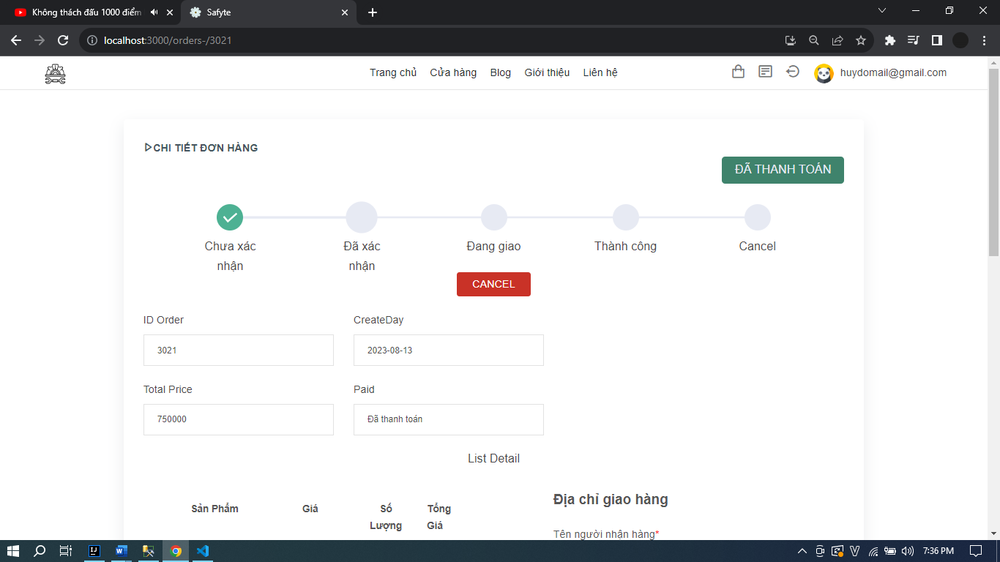 Không thách đấu 1000 điểm
Safyte
localhost:3000/orders-/3021
Trang chủ Cửa hàng Blog Giới thiệu Liên hệ
huydomail@gmail.com
CHI TIẾT ĐƠN HÀNG
ĐÃ THANH TOÁN
Chưa xác
nhận
Đã xác
nhận
Đang giao
Thành công
Cancel
CANCEL
ID Order
CreateDay
3021
2023-08-13
Total Price
Paid
750000
Đã thanh toán
List Detail
Sản Phẩm
Giá
Số
Lượng
Tổng
Giá
Địa chỉ giao hàng
Tên người nhận hàng*
7:36 PM